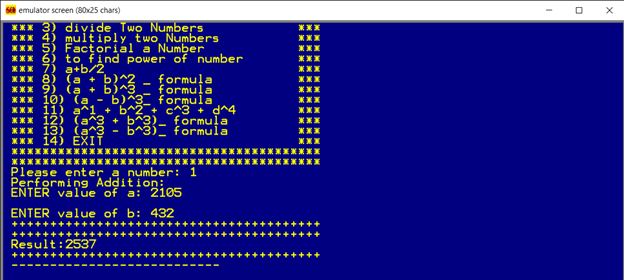 emulator screen (80x25 chars)
*** 3) divide Two Numbers ***
*** 4) multiply two Numbers ***
*** 5) Factorial a Number ***
*** 6) to find power of number ***
*** 7) a+b/2 ***
*** 8) (a + b)^2 _ formula ***
*** 9) (a + b)^3 _ formula ***
*** 10) (a - b)^3_ formula ***
*** 11) a^1 + b^2 + c^3 + d^4 ***
*** 12) (a^3 + b^3)_ formula ***
*** 13) (a^3 - b^3)_ formula ***
*** 14) EXIT ***
****************************************
****************************************
Please enter a number: 1
Performing Addition:
ENTER value of a: 2105
ENTER value of b: 432
++++++++++++++++++++++++++++++++++++++++
++++++++++++++++++++++++++++++++++++++++
Result:2537
++++++++++++++++++++++++++++++++++++++++
---------------------------